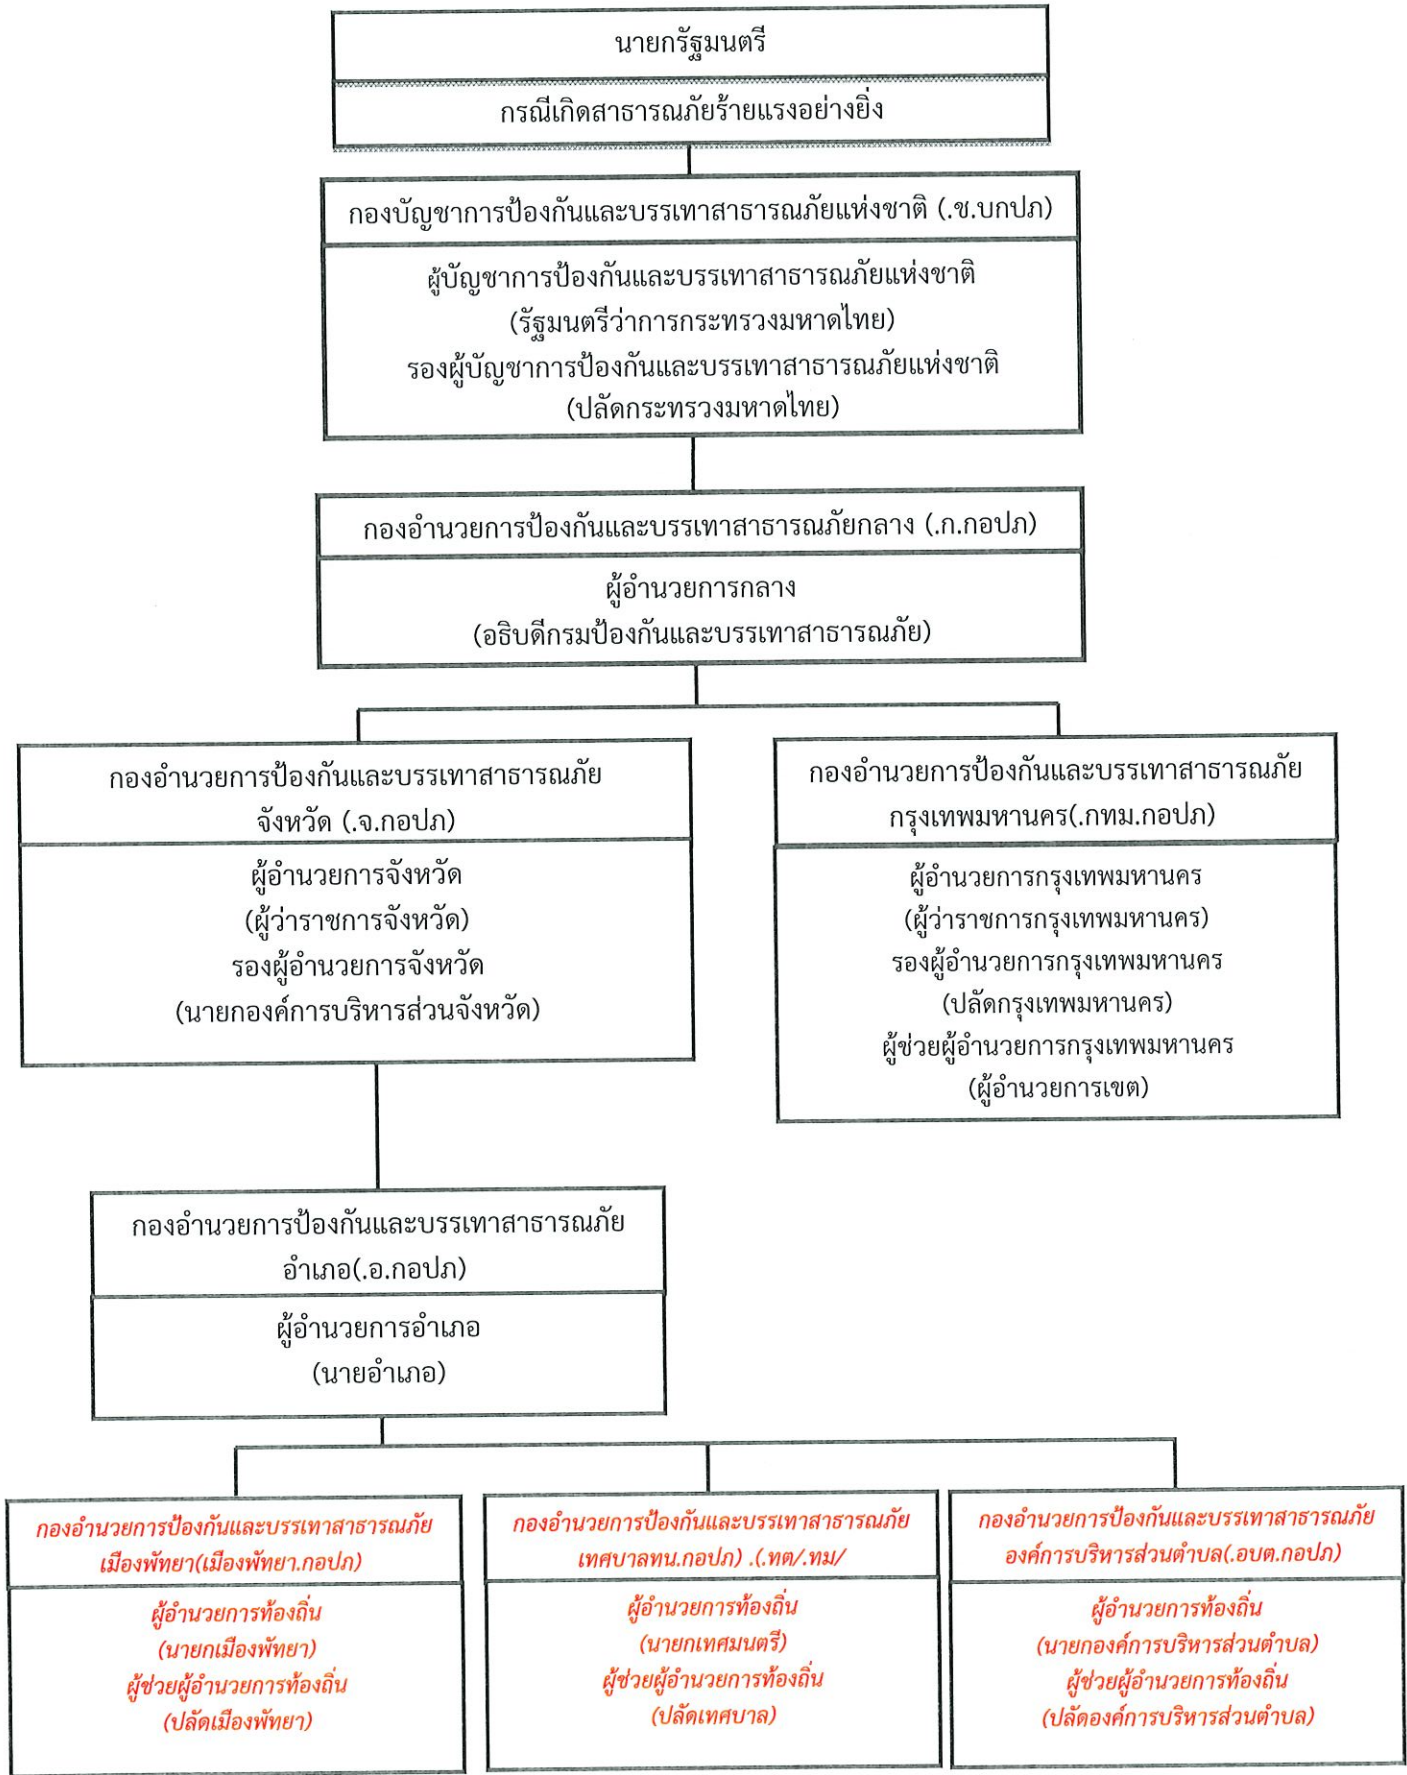 นายกรัฐมนตรี
กรณีเกิดสาธารณภัยร้ายแรงอย่างยิ่ง
กองบัญชาการป้องกันและบรรเทาสาธารณภัยแห่งชาติ (.ช.บกปภ)
ผู้บัญชาการป้องกันและบรรเทาสาธารณภัยแห่งชาติ
(รัฐมนตรีว่าการกระทรวงมหาดไทย)
รองผู้บัญชาการป้องกันและบรรเทาสาธารณภัยแห่งชาติ
(ปลัดกระทรวงมหาดไทย)
กองอำนวยการป้องกันและบรรเทาสาธารณภัยกลาง (.ก.กอปภ)
ผู้อำนวยการกลาง
(อธิบดีกรมป้องกันและบรรเทาสาธารณภัย)
กองอำนวยการป้องกันและบรรเทาสาธารณภัย
จังหวัด (.จ.กอปภ)
ผู้อำนวยการจังหวัด
(ผู้ว่าราชการจังหวัด)
รองผู้อำนวยการจังหวัด
(นายกองค์การบริหารส่วนจังหวัด)
กองอำนวยการป้องกันและบรรเทาสาธารณภัย
กรุงเทพมหานคร(.กทม.กอปภ)
ผู้อำนวยการกรุงเทพมหานคร
(ผู้ว่าราชการกรุงเทพมหานคร)
รองผู้อำนวยการกรุงเทพมหานคร
(ปลัดกรุงเทพมหานคร)
ผู้ช่วยผู้อำนวยการกรุงเทพมหานคร
(ผู้อำนวยการเขต)
กองอำนวยการป้องกันและบรรเทาสาธารณภัย
อำเภอ(.อ.กอปภ)
ผู้อำนวยการอำเภอ
(นายอำเภอ)
กองอำนวยการป้องกันและบรรเทาสาธารณภัย
เมืองพัทยา(เมืองพัทยา.กอปภ)
ผู้อำนวยการท้องถิ่น
(นายกเมืองพัทยา)
ผู้ช่วยผู้อำนวยการท้องถิ่น
(ปลัดเมืองพัทยา)
กองอำนวยการป้องกันและบรรเทาสาธารณภัย
เทศบาลทน.กอปภ) .(.ทต/.ทม/
ผู้อำนวยการท้องถิ่น
(นายกเทศมนตรี)
ผู้ช่วยผู้อำนวยการท้องถิ่น
(ปลัดเทศบาล)
กองอำนวยการป้องกันและบรรเทาสาธารณภัย
องค์การบริหารส่วนตำบล(.อบต.กอปภ)
ผู้อำนวยการท้องถิ่น
(นายกองค์การบริหารส่วนตำบล)
ผู้ช่วยผู้อำนวยการท้องถิ่น
(ปลัดองค์การบริหารส่วนตำบล)